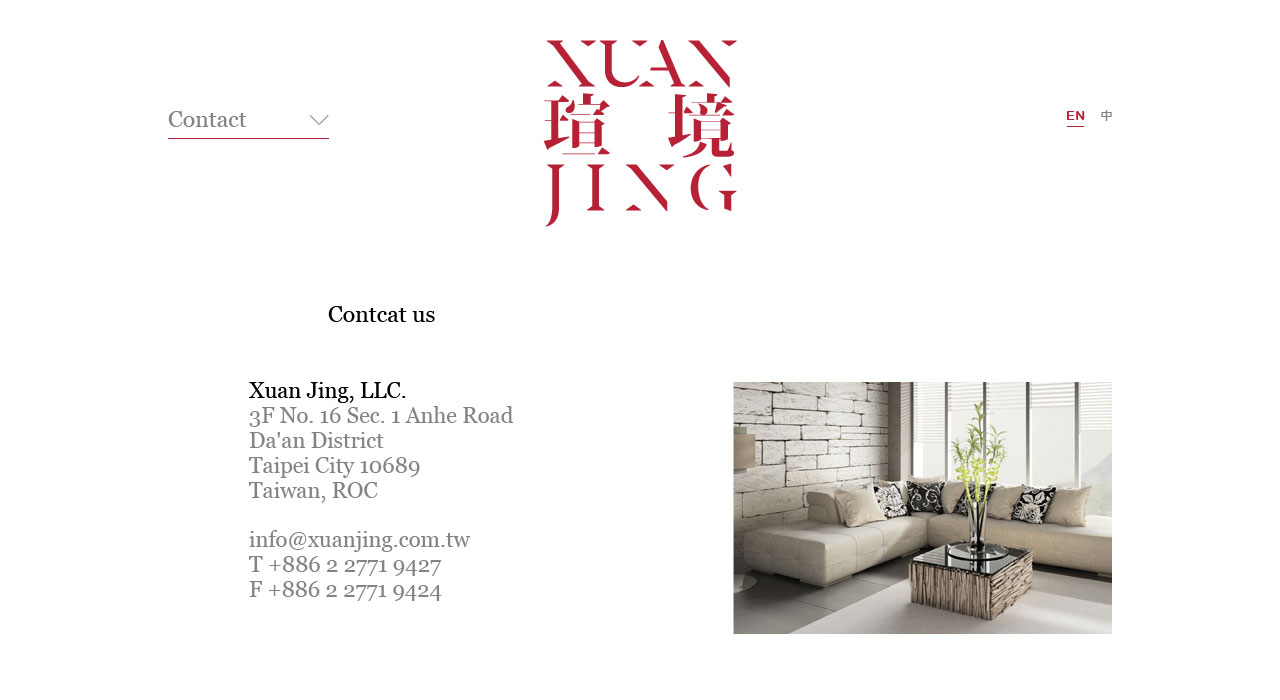 XUAN
瑄 境
JING
Contact
EN 中
Contcat us
Xuan Jing, LLC.
3F No. 16 Sec. 1 Anhe Road
Da'an District
Taipei City 10689
Taiwan, ROC
info@xuanjing.com.tw
T +886 2 2771 9427
F +886 2 2771 9424